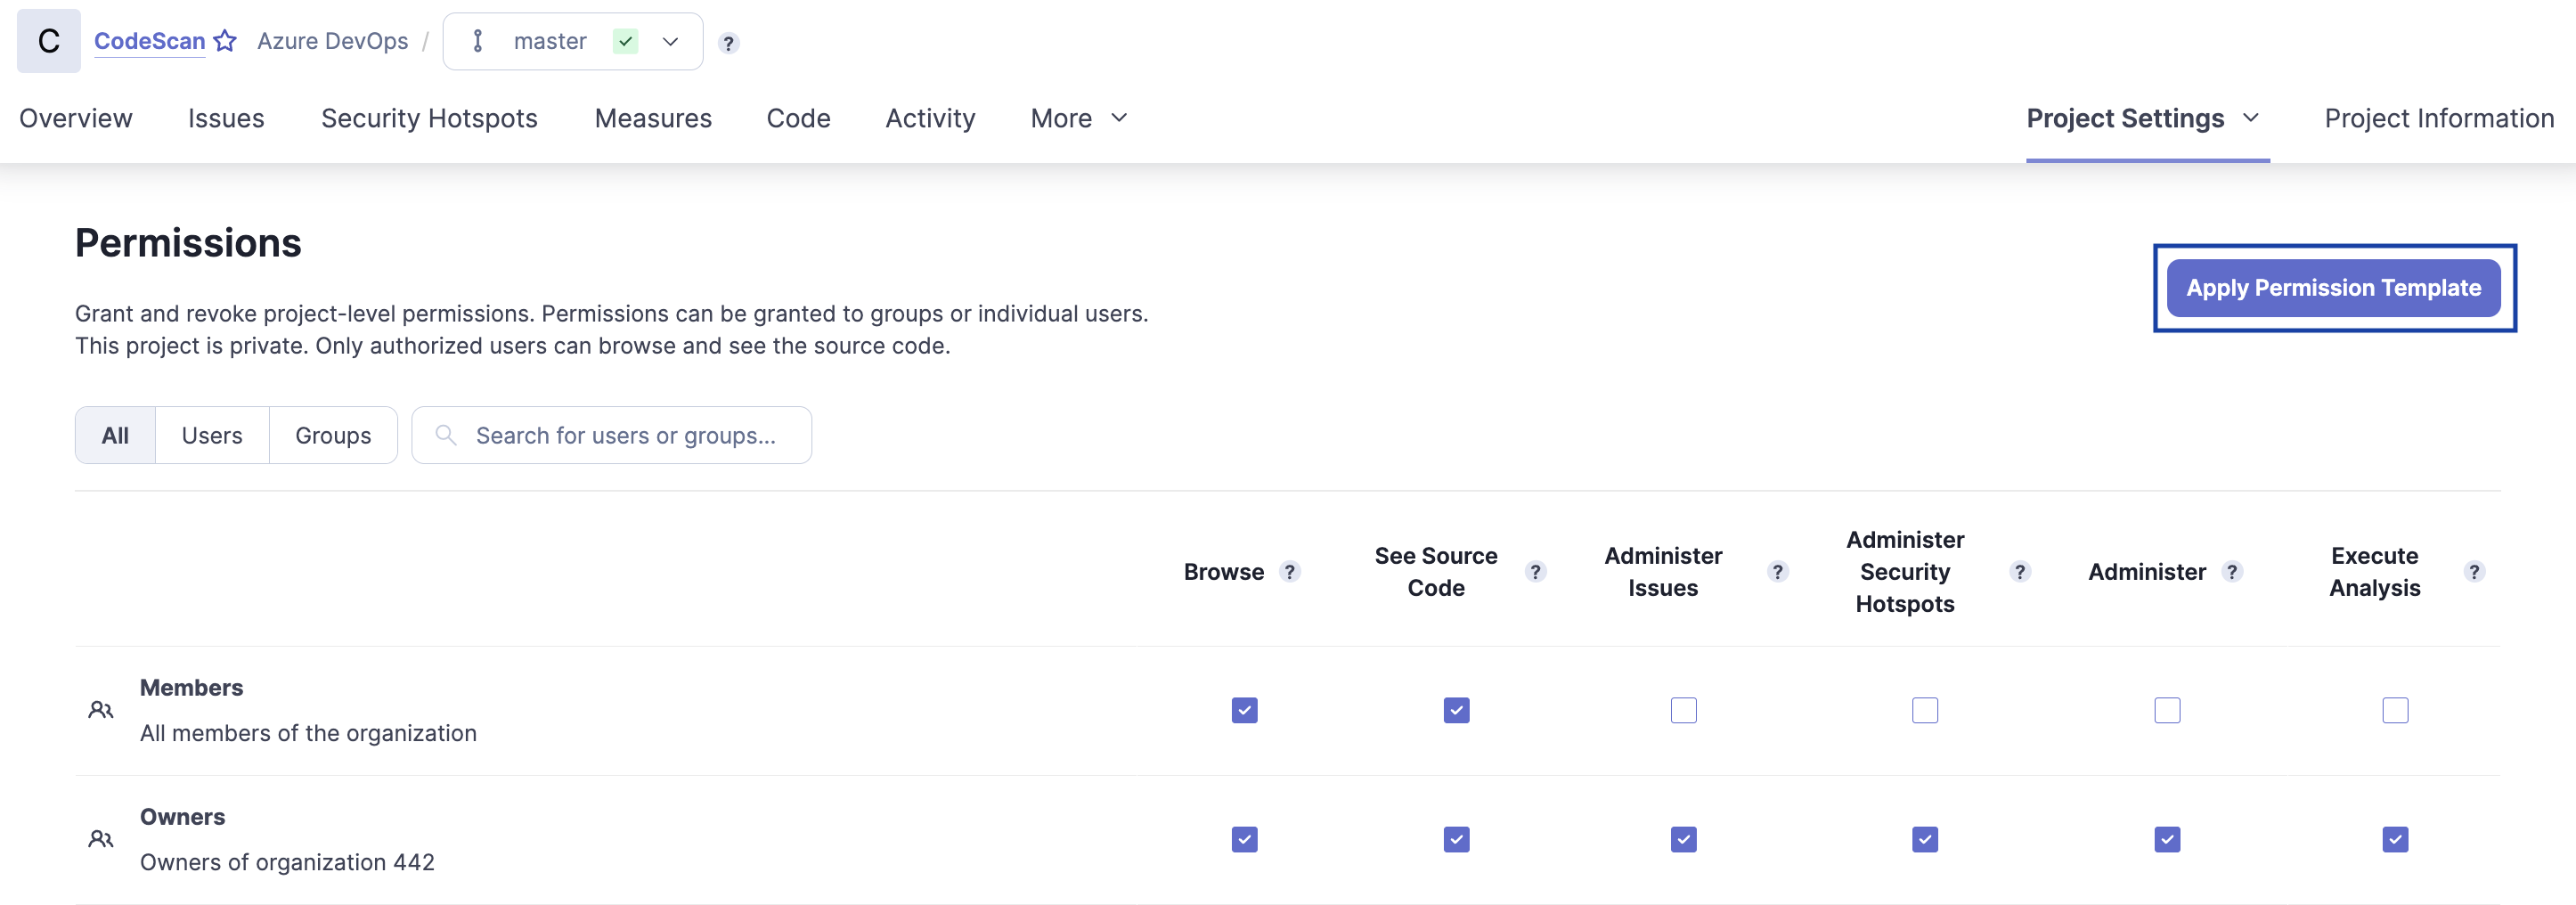 C CodeScan Azure DevOps / master ?
Overview Issues Security Hotspots Measures Code Activity More Project Settings Project Information
Permissions
Apply Permission Template
Grant and revoke project-level permissions. Permissions can be granted to groups or individual users.
This project is private. Only authorized users can browse and see the source code.
All Users Groups Search for users or groups...
Browse ? See Source Code ? Administer Issues ? Administer Security Hotspots ? Administer ? Execute Analysis ?
Members
All members of the organization
Owners
Owners of organization 442